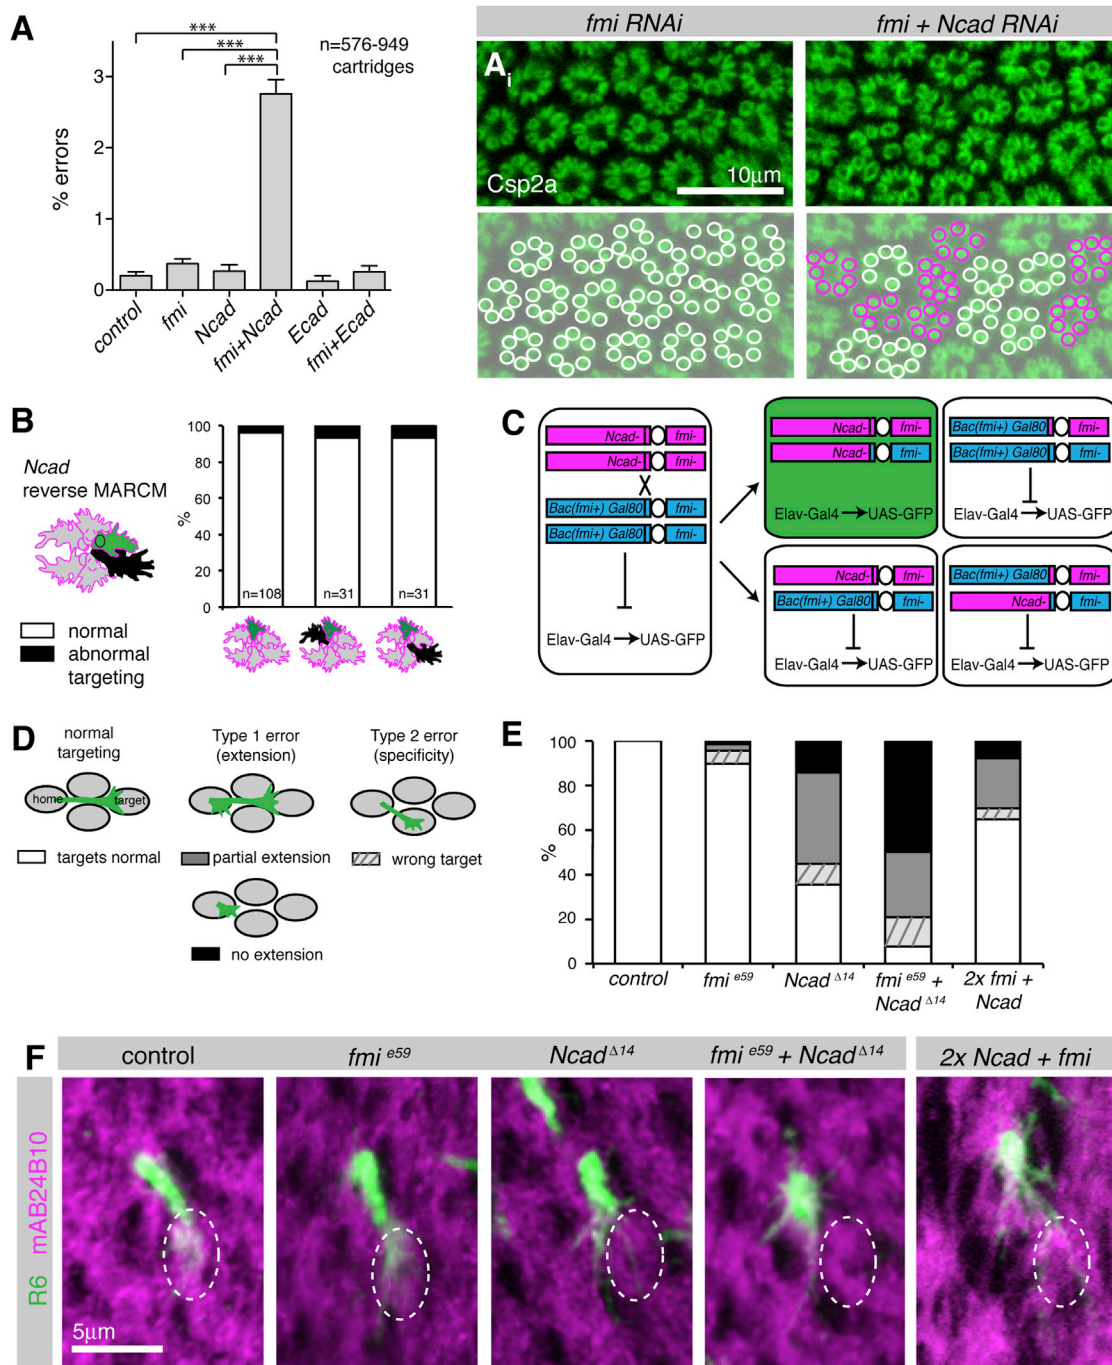 A
***
***
***
n=576-949
cartridges
% errors
3
2
1
0
control
fmi
Ncad
fmi+Ncad
Ecad
fmi+Ecad
fmi RNAi
fmi + Ncad RNAi
Ai
Csp2a
10μm
B
Ncad
reverse MARCM
normal
abnormal
targeting
%
100
80
60
40
20
0
n=108
n=31
n=31
C
Ncad- fmi-
Ncad- fmi-
Bac(fmi+) Gal80 fmi-
Bac(fmi+) Gal80 fmi-
Elav-Gal4 UAS-GFP
Ncad- fmi-
Ncad- fmi-
Elav-Gal4 UAS-GFP
Bac(fmi+) Gal80 fmi-
Bac(fmi+) Gal80 fmi-
Elav-Gal4 UAS-GFP
Ncad- fmi-
Bac(fmi+) Gal80 fmi-
Elav-Gal4 UAS-GFP
Bac(fmi+) Gal80 fmi-
Ncad- fmi-
Elav-Gal4 UAS-GFP
D
normal
targeting
home target
targets normal
Type 1 error
(extension)
partial extension
no extension
Type 2 error
(specificity)
wrong target
E
%
100
80
60
40
20
0
control
fmi e59
Ncad Δ14
fmi e59 +
Ncad Δ14
2x fmi +
Ncad
F
control
fmi e59
Ncad Δ14
fmi e59 + Ncad Δ14
2x Ncad + fmi
R6 mAB24B10
5μm